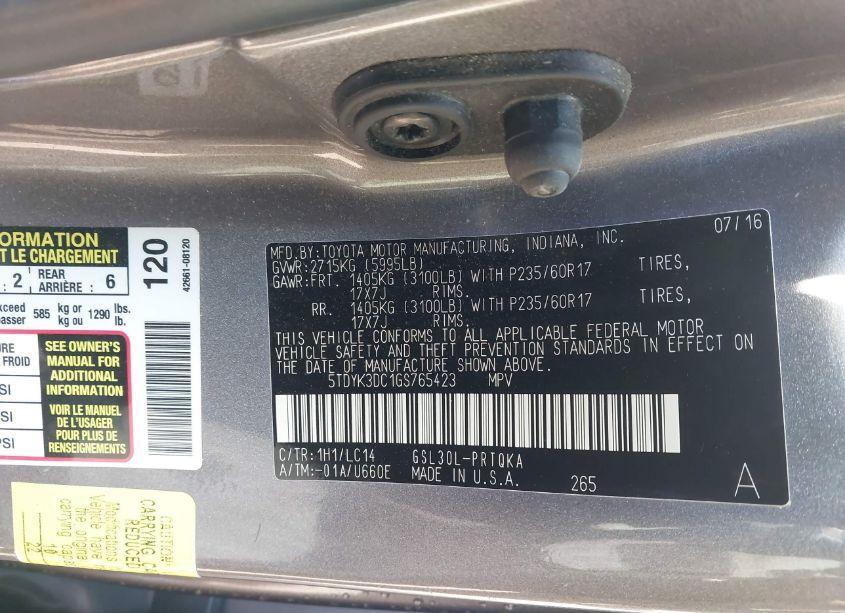 ORMATION
T LE CHARGEMENT
: 2 REAR ARRIÈRE : 6
xceed 585 kg or 1290 lbs.
passer kg ou lb.
120
42661-08120
SEE OWNER'S
MANUAL FOR
ADDITIONAL
INFORMATION
VOIR LE MANUEL
DE L'USAGER
POUR PLUS DE
RENSEIGNEMENTS
URE
FROID
SI
SI
PSI
MFD.BY:TOYOTA MOTOR MANUFACTURING, INDIANA, INC. 07/16
GVWR:2715KG (5995LB)
GAWR:FRT. 1405KG (3100LB) WITH P235/60R17 TIRES,
17X7J RIMS.
RR. 1405KG (3100LB) WITH P235/60R17 TIRES,
17X7J RIMS.
THIS VEHICLE CONFORMS TO ALL APPLICABLE FEDERAL MOTOR
VEHICLE SAFETY AND THEFT PREVENTION STANDARDS IN EFFECT ON
THE DATE OF MANUFACTURE SHOWN ABOVE.
5TDYK3DC1GS765423 MPV
C/TR:1H1/LC14 GSL30L-PRTQKA
A/TM:-01A/U660E MADE IN U.S.A. 265 A
CARRYING C
REDUCED